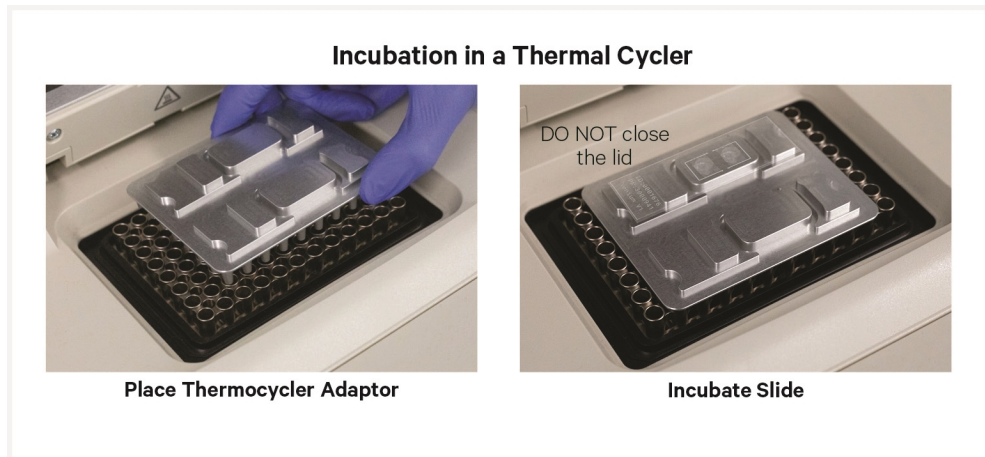 Incubation in a Thermal Cycler
DO NOT close
the lid
Place Thermocycler Adaptor
Incubate Slide